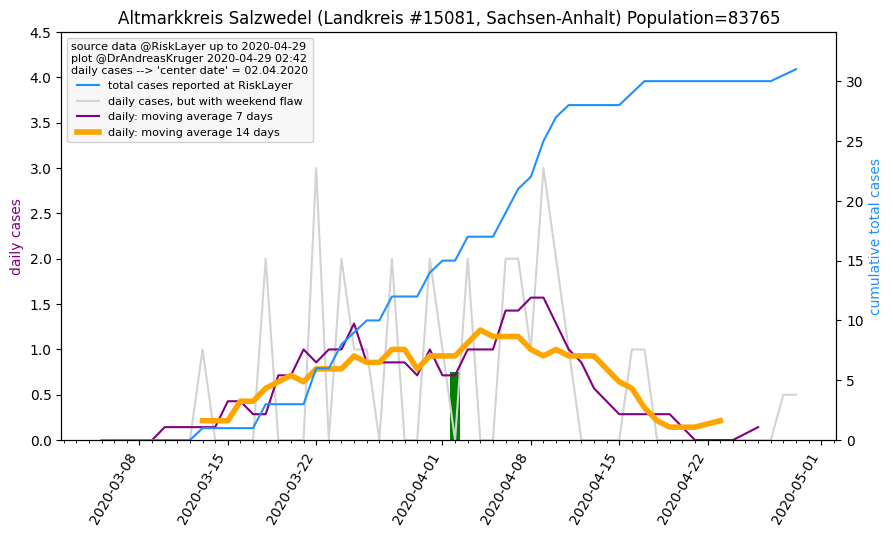 Altmarkkreis Salzwedel (Landkreis #15081, Sachsen-Anhalt) Population=83765
source data @RiskLayer up to 2020-04-29
plot @DrAndreasKruger 2020-04-29 02:42
daily cases --> 'center date' = 02.04.2020
total cases reported at RiskLayer
daily cases, but with weekend flaw
daily: moving average 7 days
daily: moving average 14 days
daily cases
4.5
4.0
3.5
3.0
2.5
2.0
1.5
1.0
0.5
0.0
cumulative total cases
30
25
20
15
10
5
0
2020-03-08
2020-03-15
2020-03-22
2020-04-01
2020-04-08
2020-04-15
2020-04-22
2020-05-01